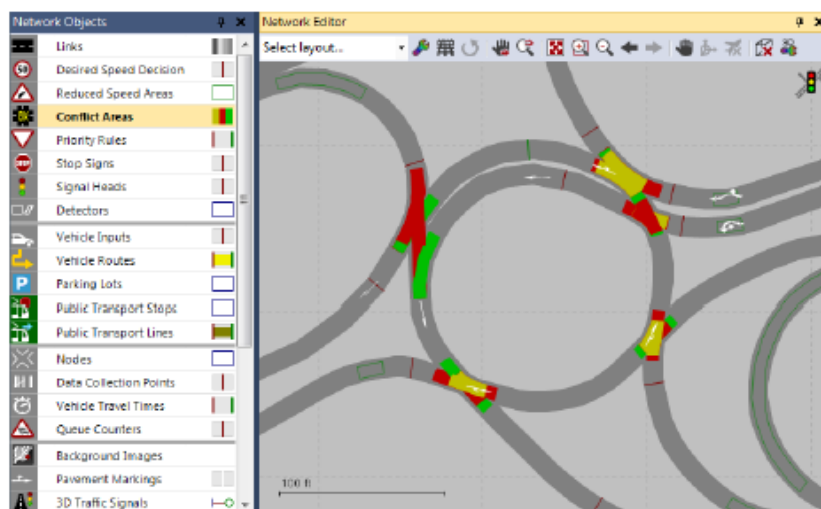 Network Objects
Links
50
Desired Speed Decision
Reduced Speed Areas
Conflict Areas
Priority Rules
STOP
Stop Signs
Signal Heads
Detectors
Vehicle Inputs
Vehicle Routes
P
Parking Lots
Public Transport Stops
Public Transport Lines
Nodes
Data Collection Points
Vehicle Travel Times
Queue Counters
Background Images
Pavement Markings
3D Traffic Signals
Network Editor
Select layout...
100 ft